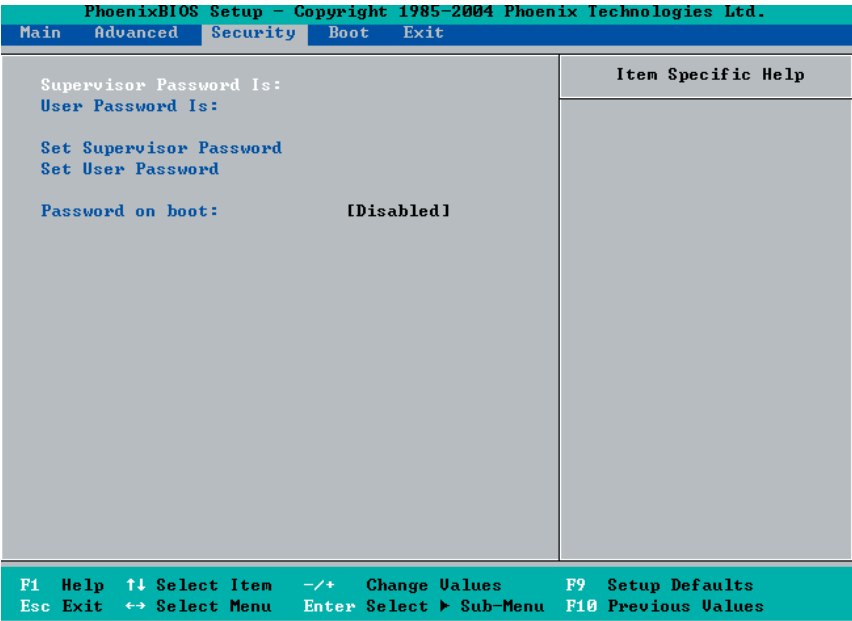 PhoenixBIOS Setup - Copyright 1985-2004 Phoenix Technologies Ltd.
Main Advanced Security Boot Exit
Supervisor Password Is:
User Password Is:
Set Supervisor Password
Set User Password
Password on boot: [Disabled]
Item Specific Help
F1 Help ↑↓ Select Item -/+ Change Values F9 Setup Defaults
Esc Exit ↔ Select Menu Enter Select ▶ Sub-Menu F10 Previous Values